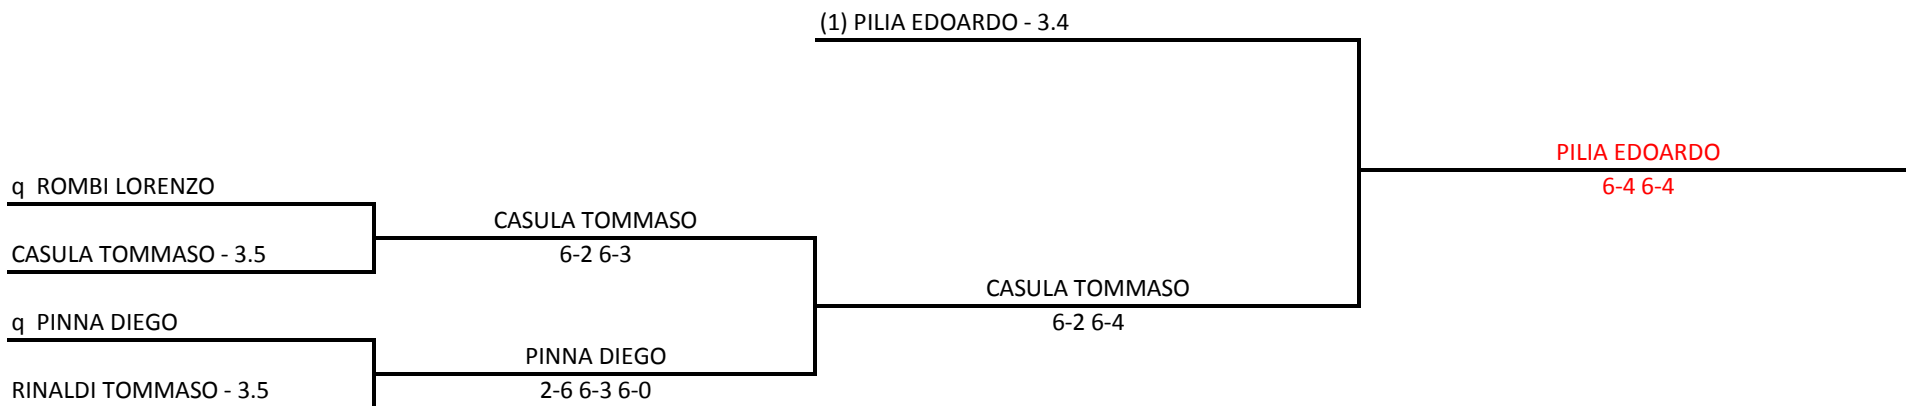 (1) PILIA EDOARDO - 3.4
PILIA EDOARDO
6-4 6-4
q ROMBI LORENZO
CASULA TOMMASO
6-2 6-3
CASULA TOMMASO - 3.5
CASULA TOMMASO
6-2 6-4
q PINNA DIEGO
PINNA DIEGO
2-6 6-3 6-0
RINALDI TOMMASO - 3.5